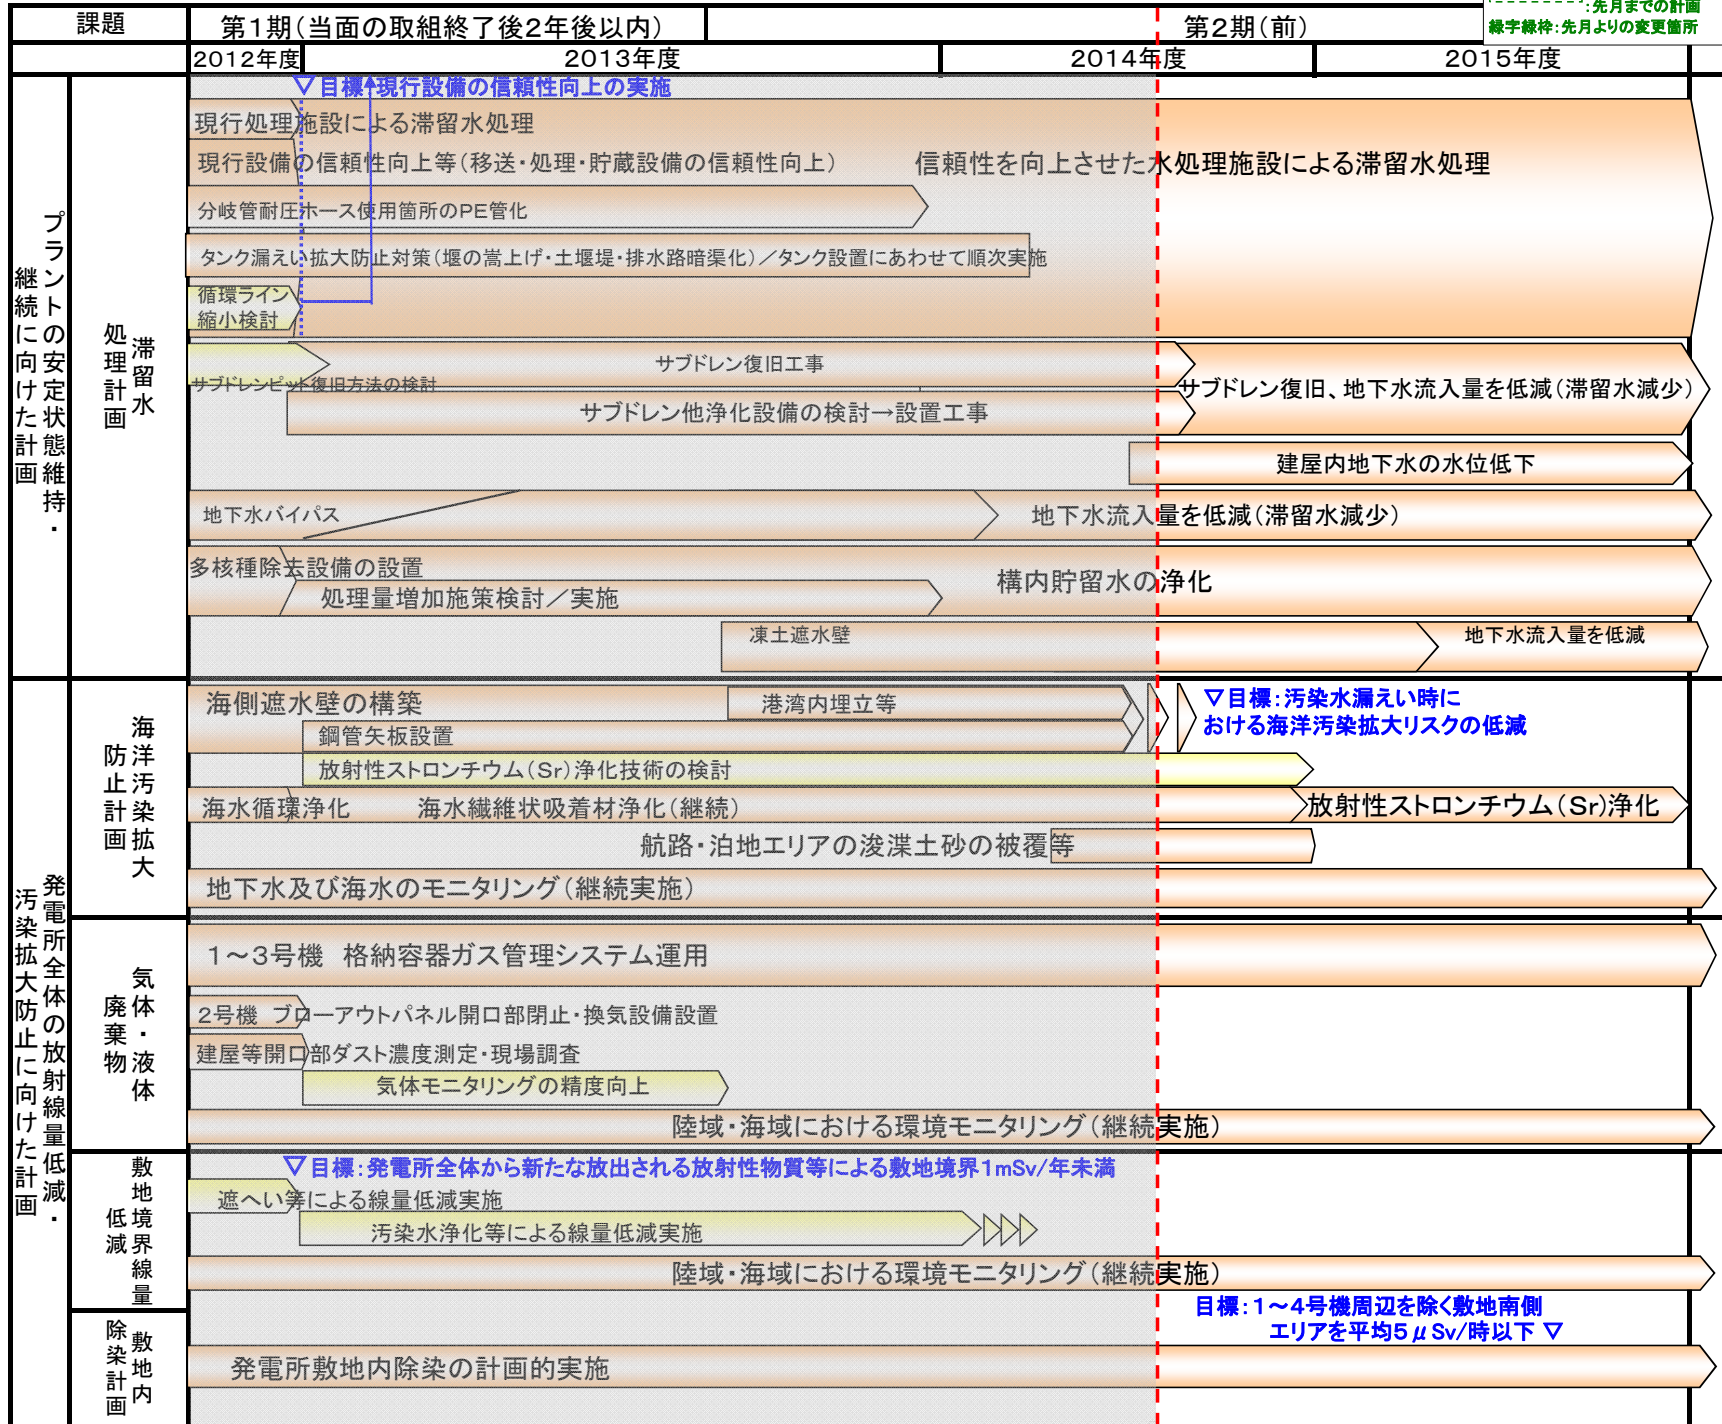 :先月までの計画
緑字緑枠:先月よりの変更箇所
課題
第1期(当面の取組終了後2年後以内)
第2期(前)
2012年度
2013年度
2014年度
2015年度
プラントの安定状態維持・
継続に向けた計画
滞留水
処理計画
▽目標:現行設備の信頼性向上の実施
現行処理施設による滞留水処理
現行設備の信頼性向上等(移送・処理・貯蔵設備の信頼性向上)
信頼性を向上させた水処理施設による滞留水処理
分岐管耐圧ホース使用箇所のPE管化
タンク漏えい拡大防止対策(堰の嵩上げ・土堰堤・排水路暗渠化)/タンク設置にあわせて順次実施
循環ライン
縮小検討
サブドレン復旧工事
サブドレンピット復旧方法の検討
サブドレン復旧、地下水流入量を低減(滞留水減少)
サブドレン他浄化設備の検討→設置工事
建屋内地下水の水位低下
地下水バイパス
地下水流入量を低減(滞留水減少)
多核種除去設備の設置
構内貯留水の浄化
処理量増加施策検討/実施
凍土遮水壁
地下水流入量を低減
発電所全体の放射線量低減・
汚染拡大防止に向けた計画
海洋汚染拡大
防止計画
海側遮水壁の構築
港湾内埋立等
▽目標:汚染水漏えい時に
おける海洋汚染拡大リスクの低減
鋼管矢板設置
放射性ストロンチウム(Sr)浄化技術の検討
海水循環浄化
海水繊維状吸着材浄化(継続)
放射性ストロンチウム(Sr)浄化
航路・泊地エリアの浚渫土砂の被覆等
地下水及び海水のモニタリング(継続実施)
気体・液体
廃棄物
1~3号機 格納容器ガス管理システム運用
2号機 ブローアウトパネル開口部閉止・換気設備設置
建屋等開口部ダスト濃度測定・現場調査
気体モニタリングの精度向上
陸域・海域における環境モニタリング(継続実施)
敷地境界線量
低減
▽目標:発電所全体から新たな放出される放射性物質等による敷地境界1mSv/年未満
遮へい等による線量低減実施
汚染水浄化等による線量低減実施
陸域・海域における環境モニタリング(継続実施)
敷地内
除染計画
目標:1~4号機周辺を除く敷地南側
エリアを平均5μSv/時以下 ▽
発電所敷地内除染の計画的実施